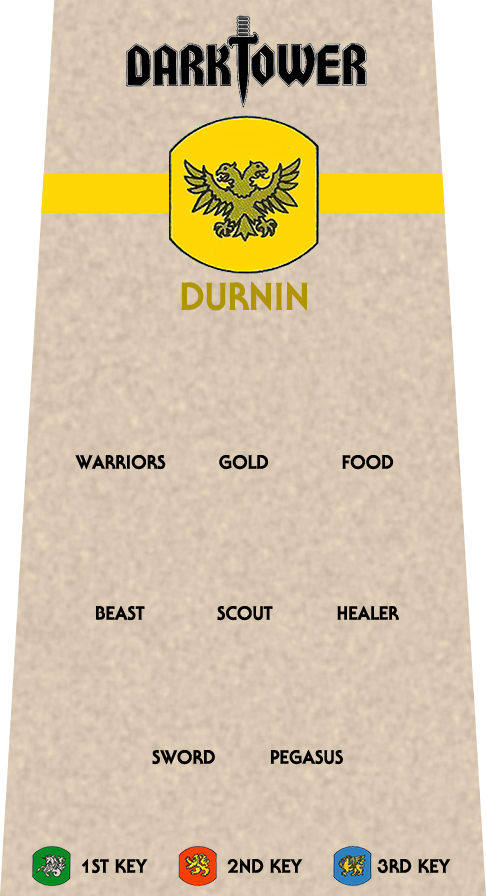 DARKTOWER
DURNIN
WARRIORS GOLD FOOD
BEAST SCOUT HEALER
SWORD PEGASUS
1ST KEY 2ND KEY 3RD KEY